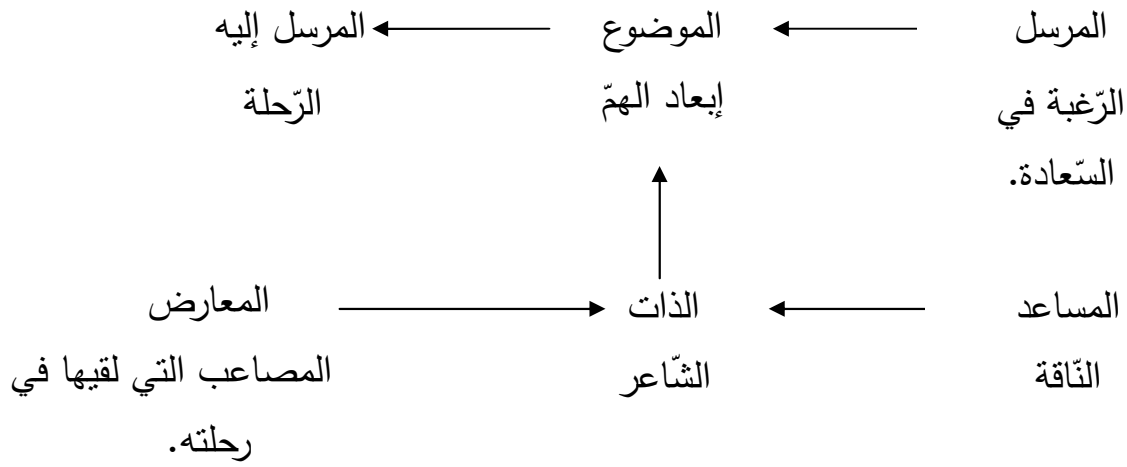 المرسل الموضوع المرسل إليه
الرّغبة في إبعاد الهمّ الرّحلة
السّعادة.
المساعد الذات المعارض
النّاقة الشّاعر المصاعب التي لقيها في
رحلته.